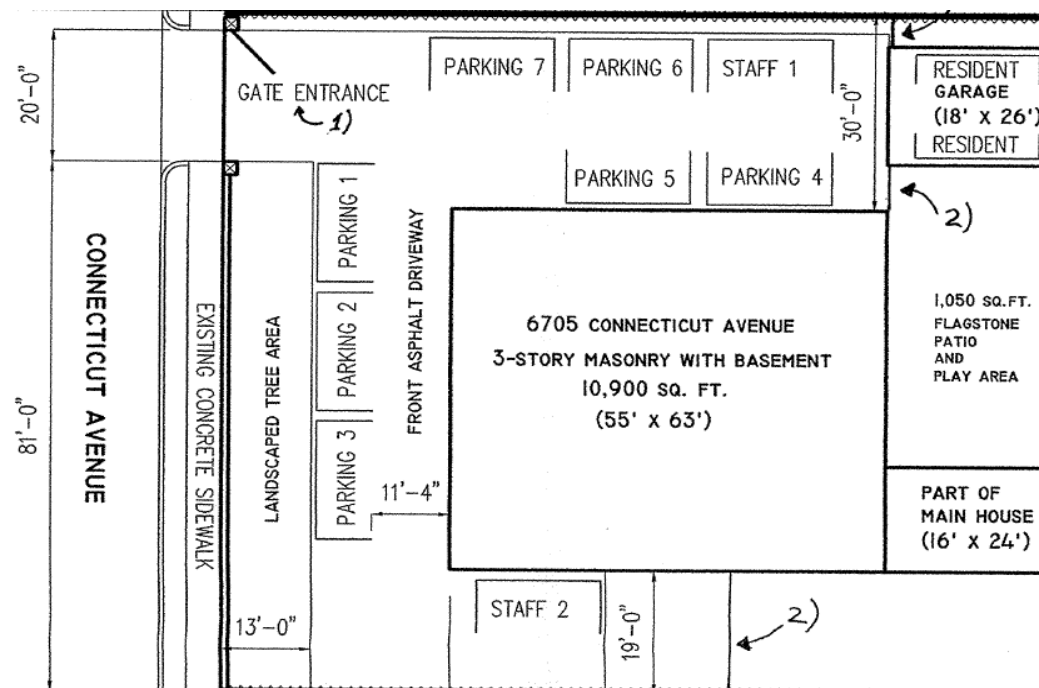 20'-0"
GATE ENTRANCE
1)
PARKING 7
PARKING 6
STAFF 1
30'-0"
RESIDENT
GARAGE
(18' X 26')
RESIDENT
PARKING 5
PARKING 4
2)
81'-0"
CONNECTICUT AVENUE
EXISTING CONCRETE SIDEWALK
LANDSCAPED TREE AREA
PARKING 1
PARKING 2
PARKING 3
FRONT ASPHALT DRIVEWAY
11'-4"
6705 CONNECTICUT AVENUE
3-STORY MASONRY WITH BASEMENT
10,900 SQ. FT.
(55' X 63')
1,050 SQ.FT.
FLAGSTONE
PATIO
AND
PLAY AREA
PART OF
MAIN HOUSE
(16' X 24')
13'-0"
STAFF 2
19'-0"
2)